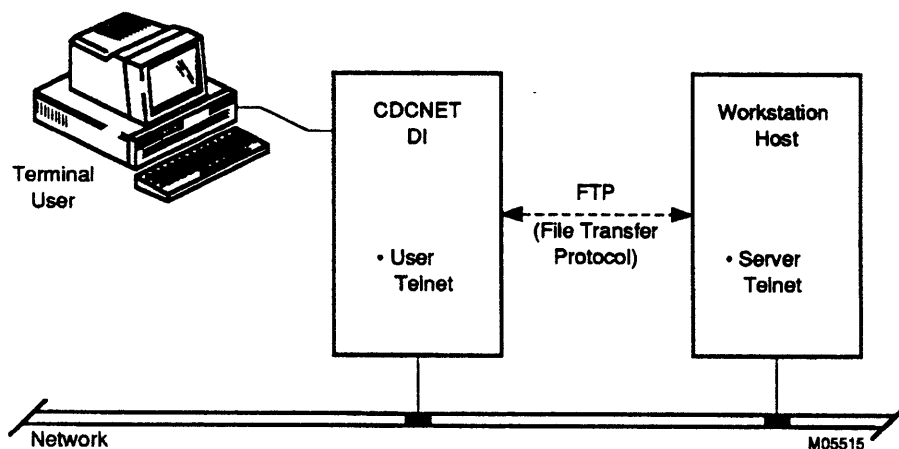 Terminal
User
CDCNET
DI
• User
Telnet
FTP
(File Transfer
Protocol)
Workstation
Host
• Server
Telnet
Network
M05515